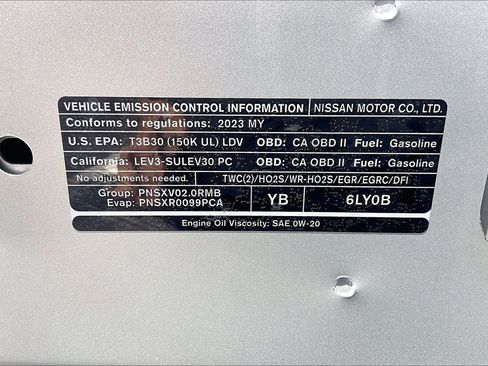 VEHICLE EMISSION CONTROL INFORMATION NISSAN MOTOR CO., LTD.
Conforms to regulations: 2023 MY
U.S. EPA: T3B30 (150K UL) LDV OBD: CA OBD II Fuel: Gasoline
California: LEV3-SULEV30 PC OBD: CA OBD II Fuel: Gasoline
No adjustments needed. TWC(2)/HO2S/WR-HO2S/EGR/EGRC/DFI
Group: PNSXV02.0RMB
Evap: PNSXR0099PCA
YB
6LY0B
Engine Oil Viscosity: SAE 0W-20